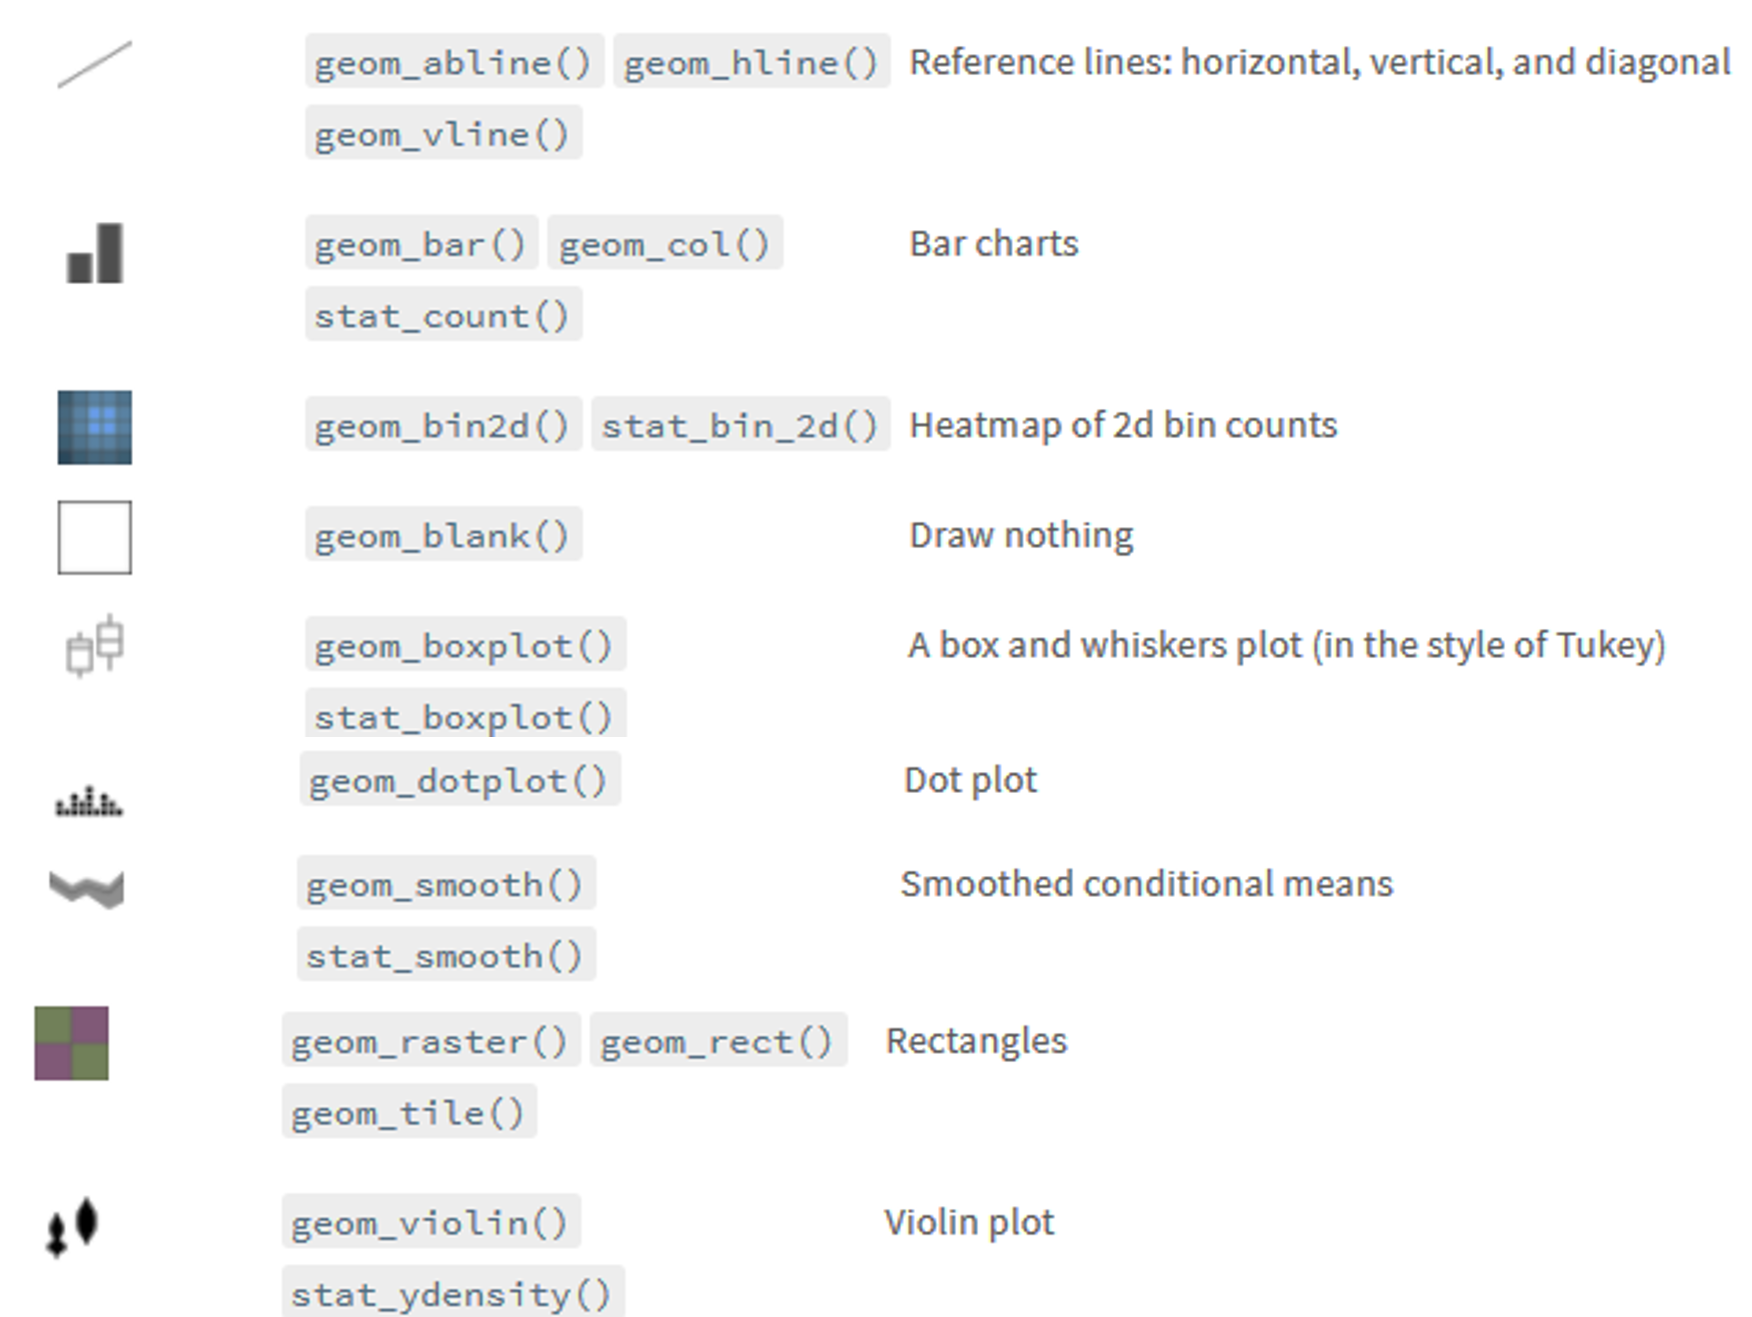 geom_abline() geom_hline() Reference lines: horizontal, vertical, and diagonal
geom_vline()
geom_bar() geom_col() Bar charts
stat_count()
geom_bin2d() stat_bin_2d() Heatmap of 2d bin counts
geom_blank() Draw nothing
geom_boxplot() A box and whiskers plot (in the style of Tukey)
stat_boxplot()
geom_dotplot() Dot plot
geom_smooth() Smoothed conditional means
stat_smooth()
geom_raster() geom_rect() Rectangles
geom_tile()
geom_violin() Violin plot
stat_ydensity()